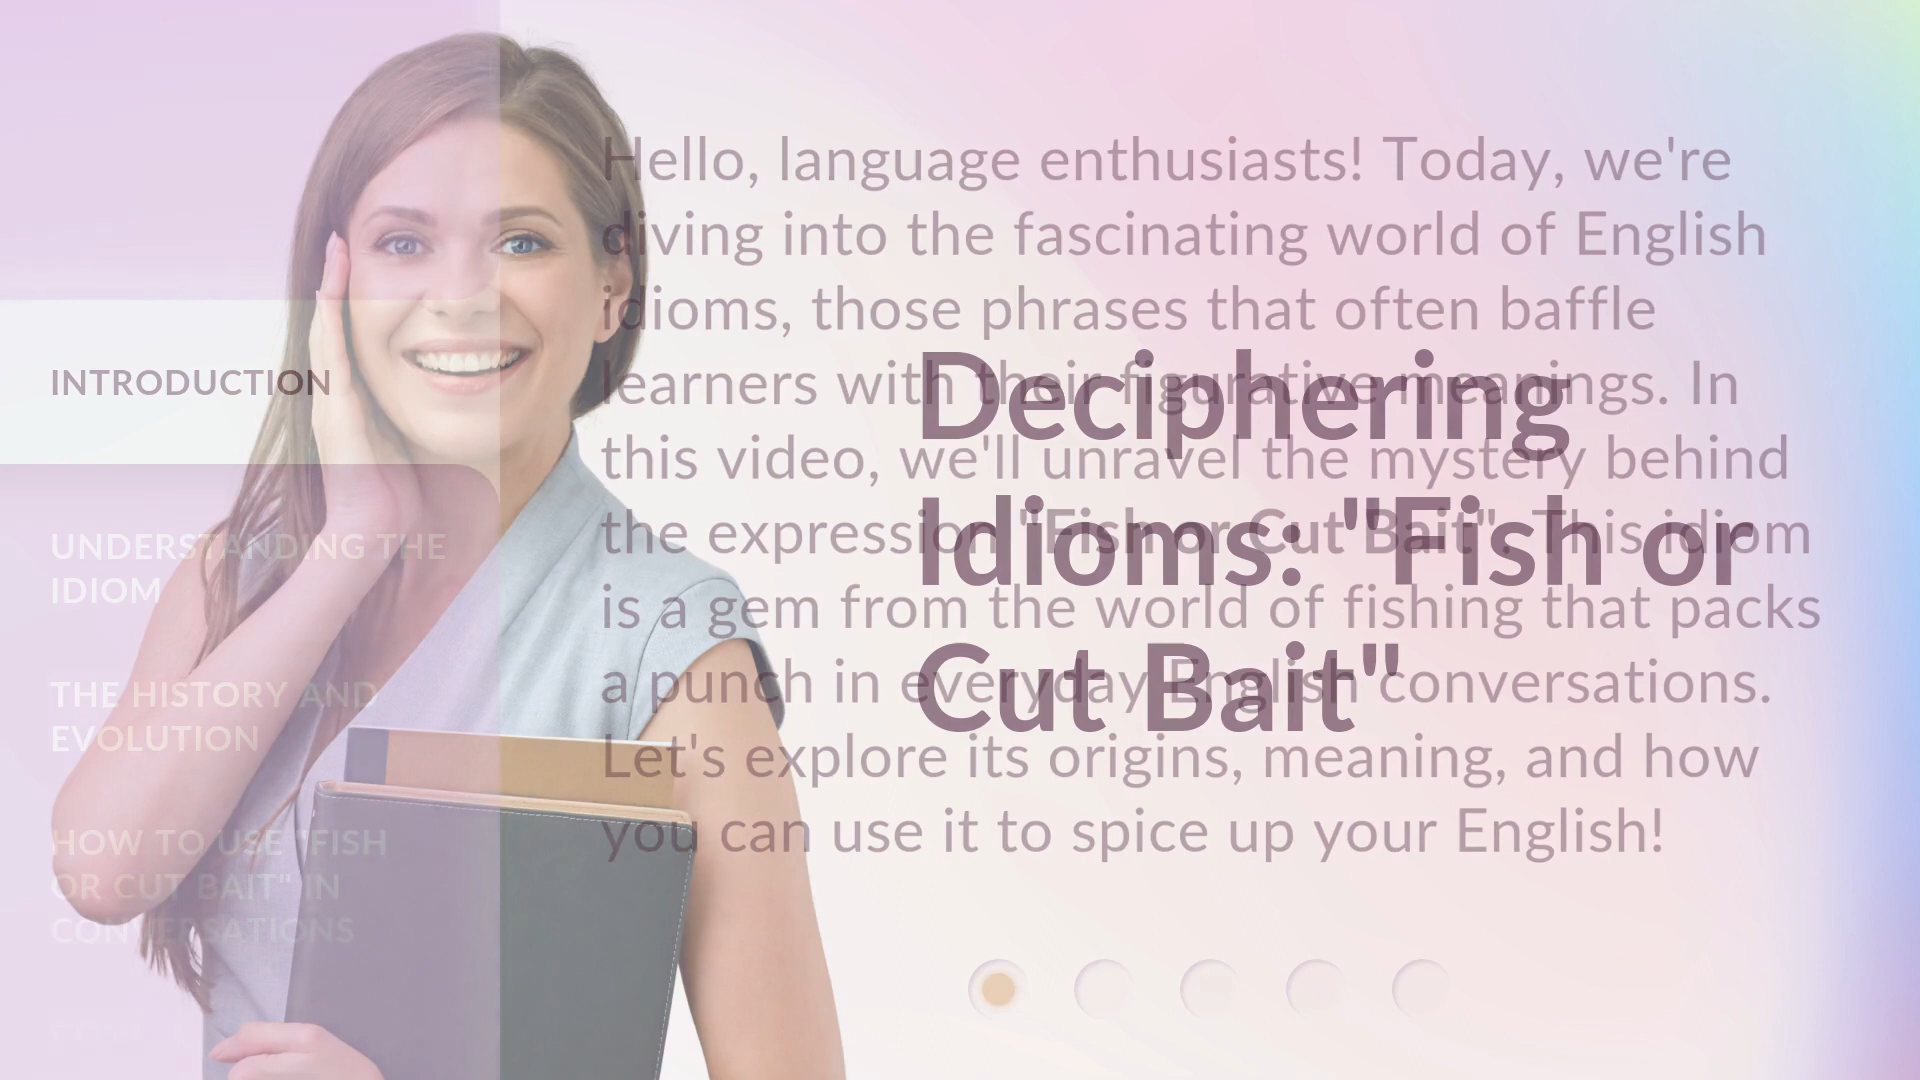 INTRODUCTION
UNDERSTANDING THE
IDIOM
THE HISTORY AND
EVOLUTION
HOW TO USE "FISH
OR CUT BAIT" IN
CONVERSATIONS
Hello, language enthusiasts! Today, we're
diving into the fascinating world of English
idioms, those phrases that often baffle
learners with their figurative meanings. In
this video, we'll unravel the mystery behind
the expression "Fish or Cut Bait". This idiom
is a gem from the world of fishing that packs
a punch in everyday English conversations.
Let's explore its origins, meaning, and how
you can use it to spice up your English!
Deciphering
Idioms: "Fish or
Cut Bait"